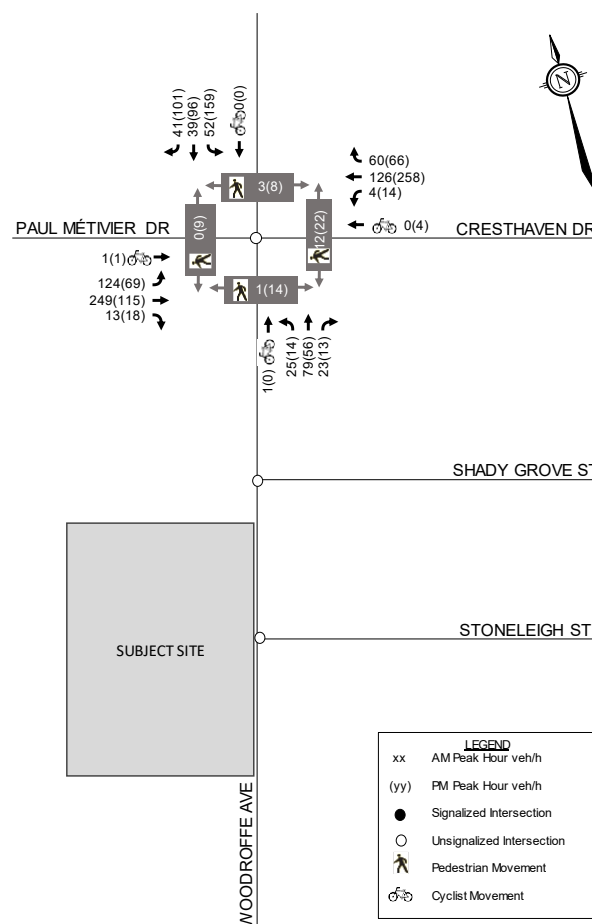 41(101)
39(96)
52(159)
0(0)
N
60(66)
126(258)
4(14)
3(8)
0(9)
12(22)
PAUL MÉTIVIER DR
CRESTHAVEN DR
0(4)
1(1)
124(69)
249(115)
13(18)
1(14)
1(0)
25(14)
79(56)
23(13)
SHADY GROVE ST
STONELEIGH ST
SUBJECT SITE
WOODROFFE AVE
LEGEND
xx AM Peak Hour veh/h
(yy) PM Peak Hour veh/h
Signalized Intersection
Unsignalized Intersection
Pedestrian Movement
Cyclist Movement